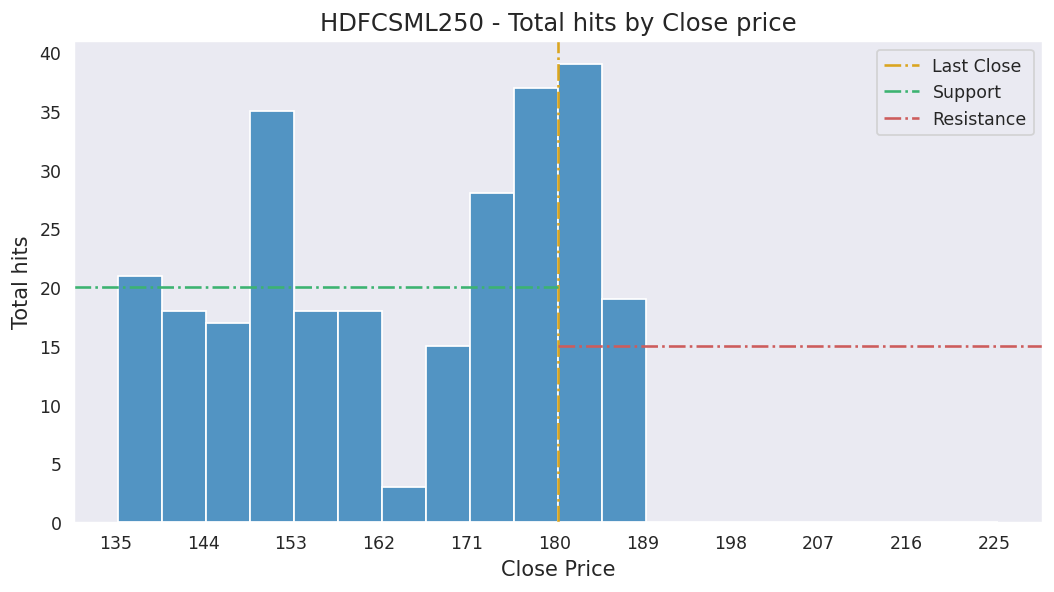 HDFCSML250 - Total hits by Close price
Last Close
Support
Resistance
Total hits
40
35
30
25
20
15
10
5
0
135 144 153 162 171 180 189 198 207 216 225
Close Price